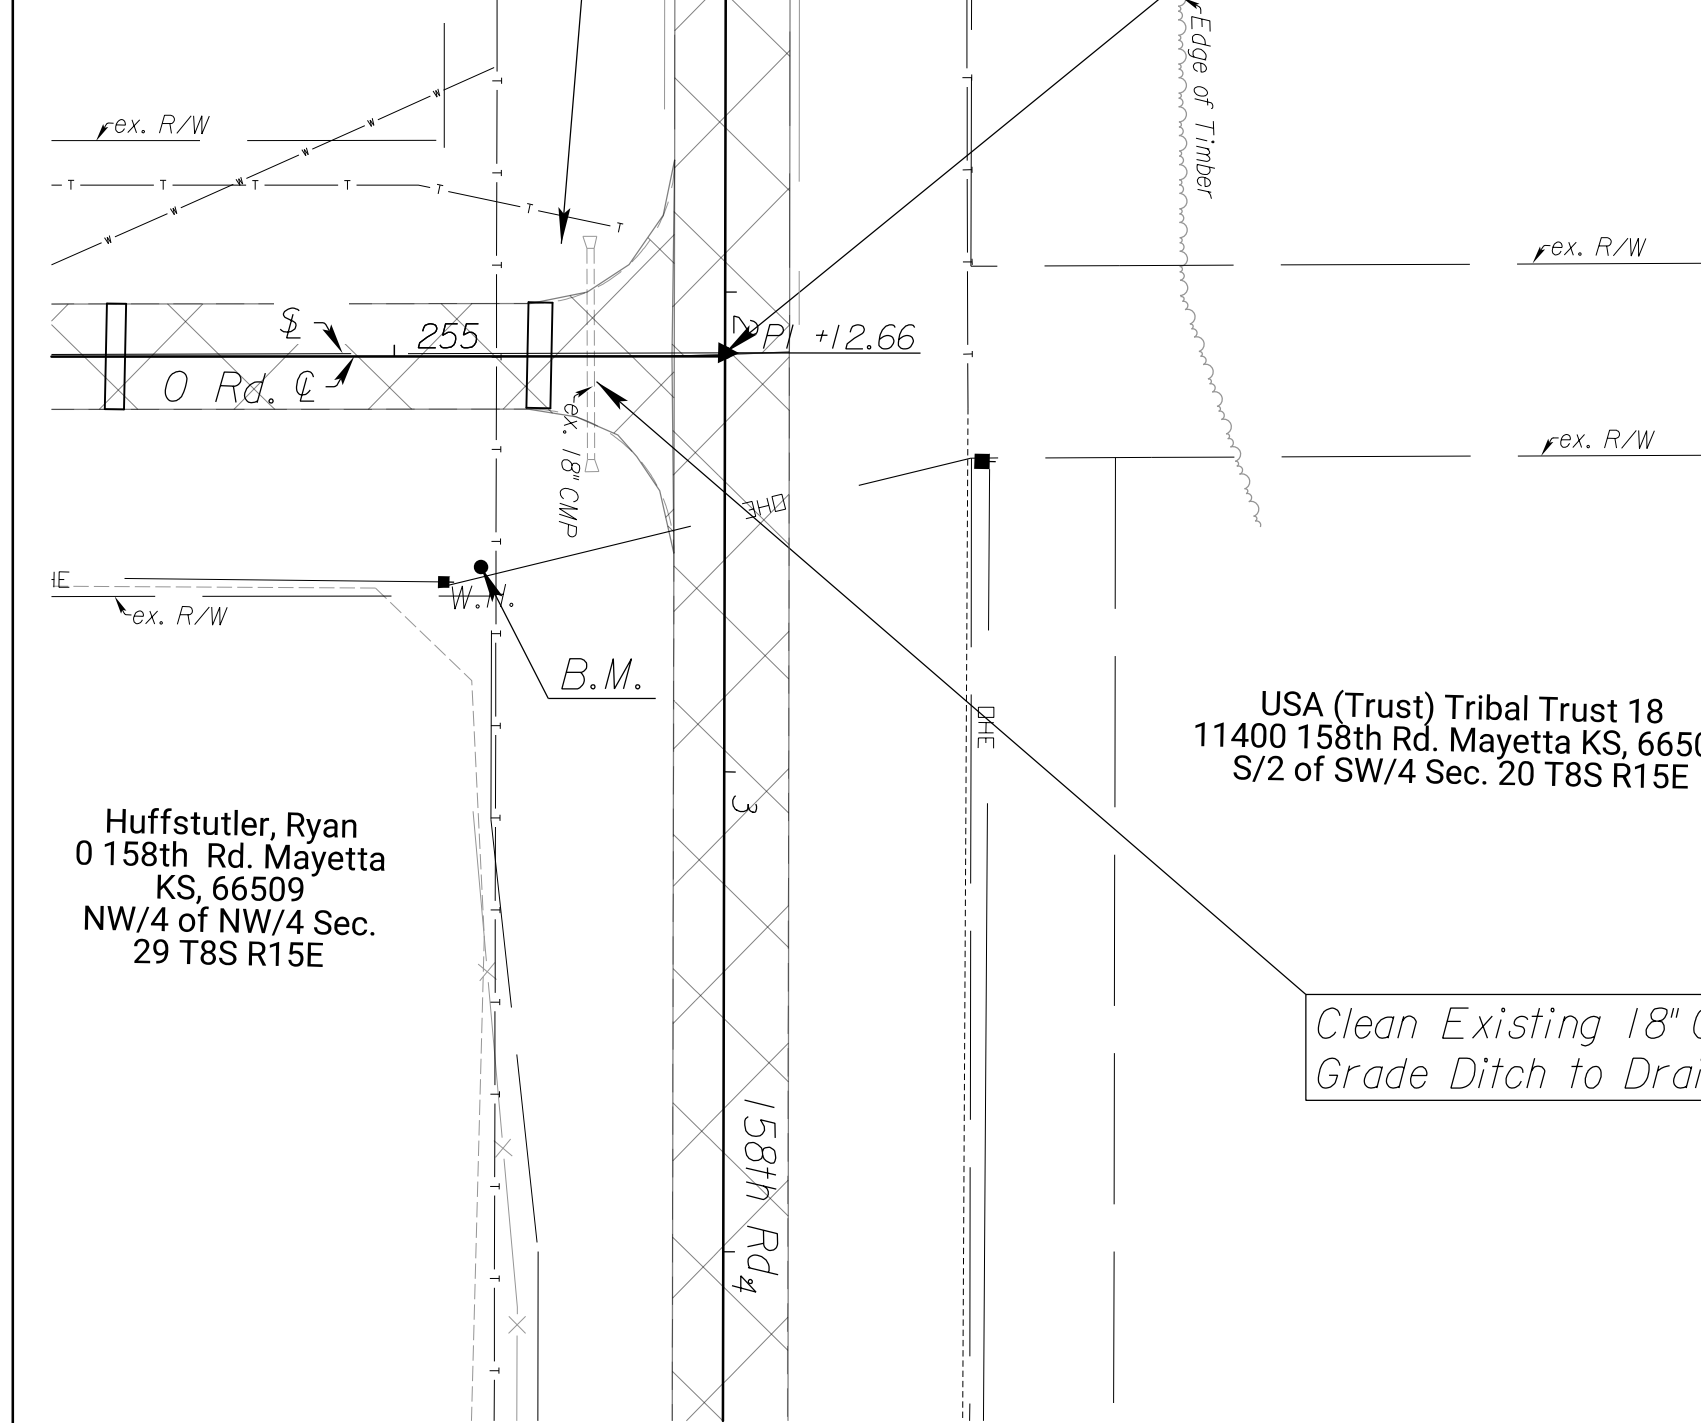 Edge of Timber
ex. R/W
W W W W W W
T T T T T T T
ex. R/W
2
255
PI +12.66
O Rd.
ex. 18" CMP
ex. R/W
OHE
W.H.
ex. R/W
B.M.
OHE
USA (Trust) Tribal Trust 18
11400 158th Rd. Mayetta KS,
S/2 of SW/4 Sec. 20 T8S R15E
3
Huffstutler, Ryan
0 158th Rd. Mayetta
KS, 66509
NW/4 of NW/4 Sec.
29 T8S R15E
Clean Existing 18"
Grade Ditch to
158th Rd.
4